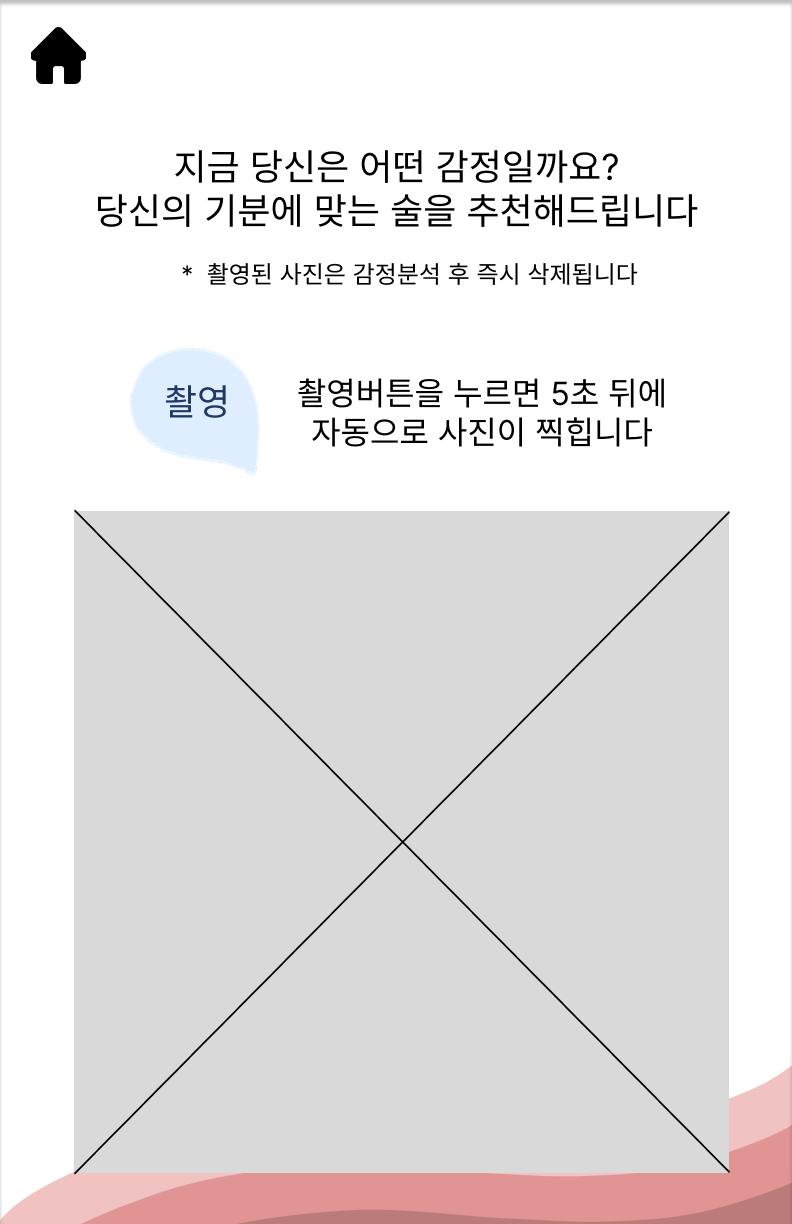 지금 당신은 어떤 감정일까요?
당신의 기분에 맞는 술을 추천해드립니다
* 촬영된 사진은 감정분석 후 즉시 삭제됩니다
촬영
촬영버튼을 누르면 5초 뒤에
자동으로 사진이 찍힙니다